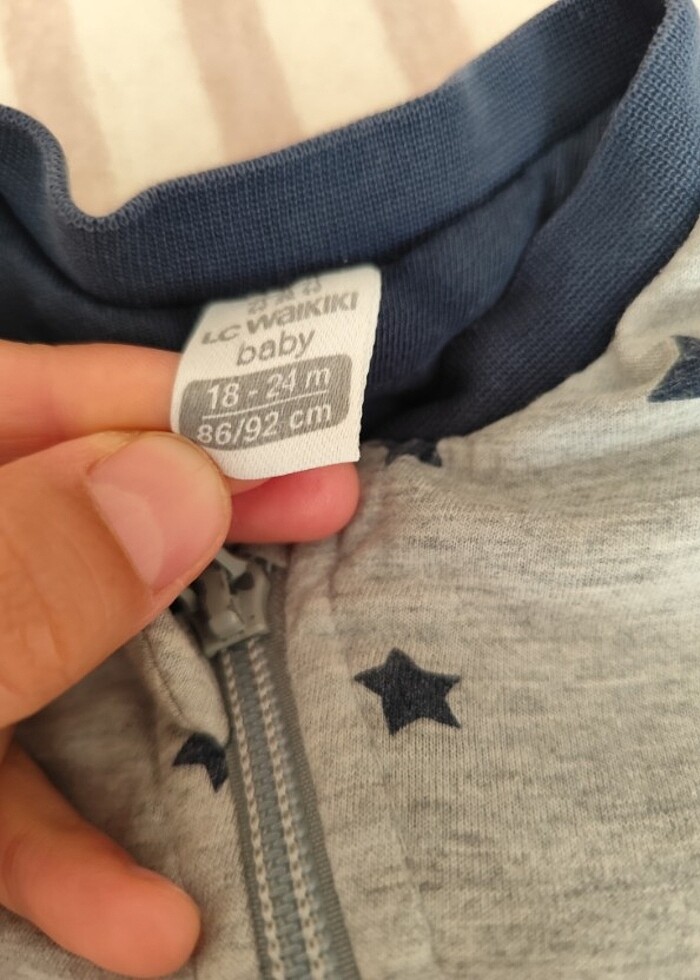 LC WAIKIKI
baby
18 - 24 m
86/92 cm